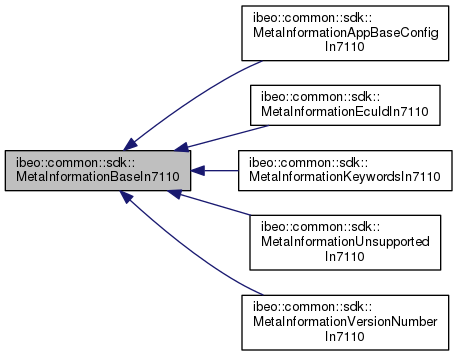 ibeo::common::sdk::
MetaInformationAppBaseConfig
In7110
ibeo::common::sdk::
MetaInformationEcuIdIn7110
ibeo::common::sdk::
MetaInformationBaseIn7110
ibeo::common::sdk::
MetaInformationKeywordsIn7110
ibeo::common::sdk::
MetaInformationUnsupported
In7110
ibeo::common::sdk::
MetaInformationVersionNumber
In7110